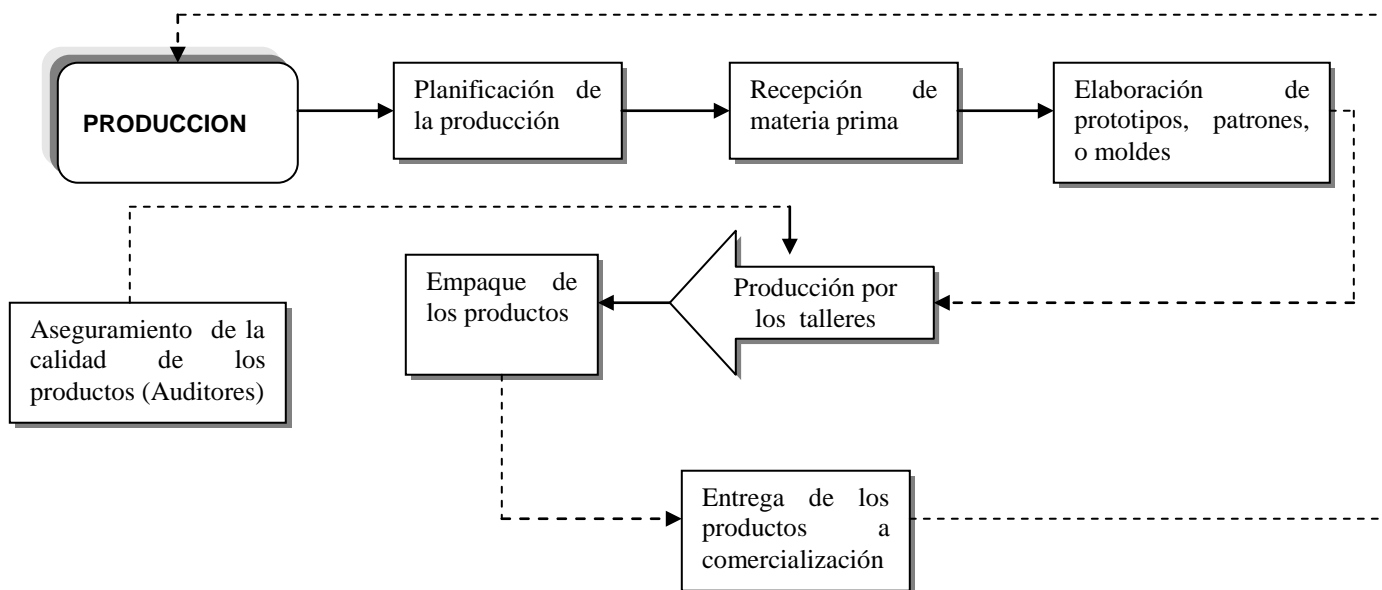 PRODUCCION
Planificación de
la producción
Recepción de
materia prima
Elaboración de
prototipos, patrones,
o moldes
Empaque de
los productos
Producción por
los talleres
Aseguramiento de la
calidad de los
productos (Auditores)
Entrega de los
productos a
comercialización